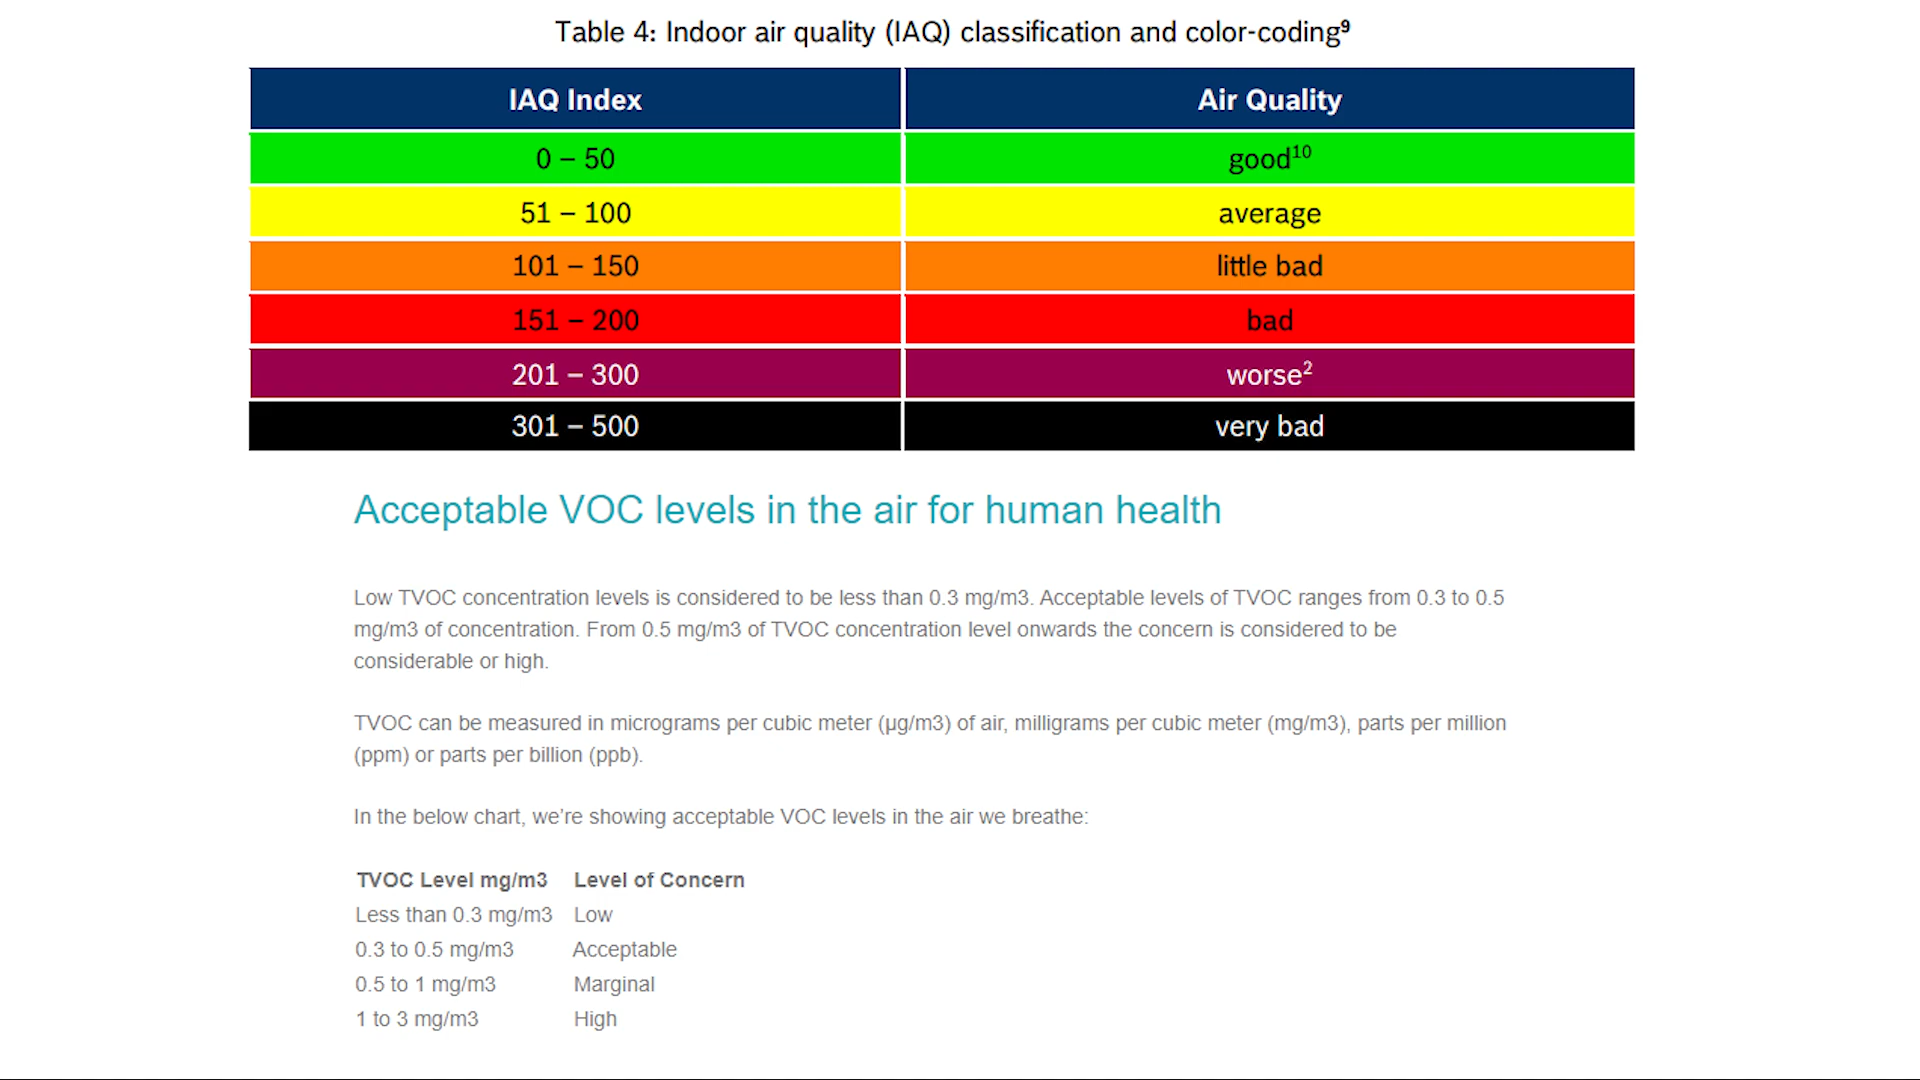 Table 4: Indoor air quality (IAQ) classification and color-coding⁹
IAQ Index Air Quality
0 – 50 good¹⁰
51 – 100 average
101 – 150 little bad
151 – 200 bad
201 – 300 worse²
301 – 500 very bad
Acceptable VOC levels in the air for human health
Low TVOC concentration levels is considered to be less than 0.3 mg/m3. Acceptable levels of TVOC ranges from 0.3 to 0.5
mg/m3 of concentration. From 0.5 mg/m3 of TVOC concentration level onwards the concern is considered to be
considerable or high.
TVOC can be measured in micrograms per cubic meter (µg/m3) of air, milligrams per cubic meter (mg/m3), parts per million
(ppm) or parts per billion (ppb).
In the below chart, we’re showing acceptable VOC levels in the air we breathe:
TVOC Level mg/m3 Level of Concern
Less than 0.3 mg/m3 Low
0.3 to 0.5 mg/m3 Acceptable
0.5 to 1 mg/m3 Marginal
1 to 3 mg/m3 High